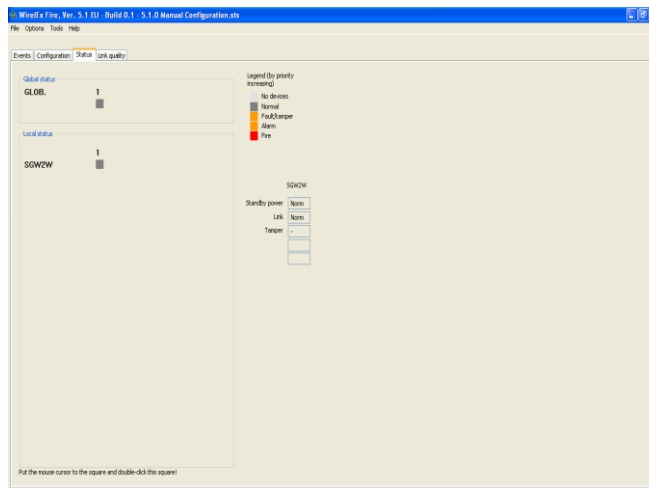 WirelEx Fire, Ver. 5.1 EU - Build 0.1 - 5.1.0 Manual Configuration.sts
File Options Tools Help
Events Configuration Status Link quality
Global status
GLOB. 1
Local status
1
SGW2W
Legend (by priority
increasing)
No devices
Normal
Fault/tamper
Alarm
Fire
SGW2W
Standby power Norm
Link Norm
Tamper -
Put the mouse cursor to the square and double-click this square!